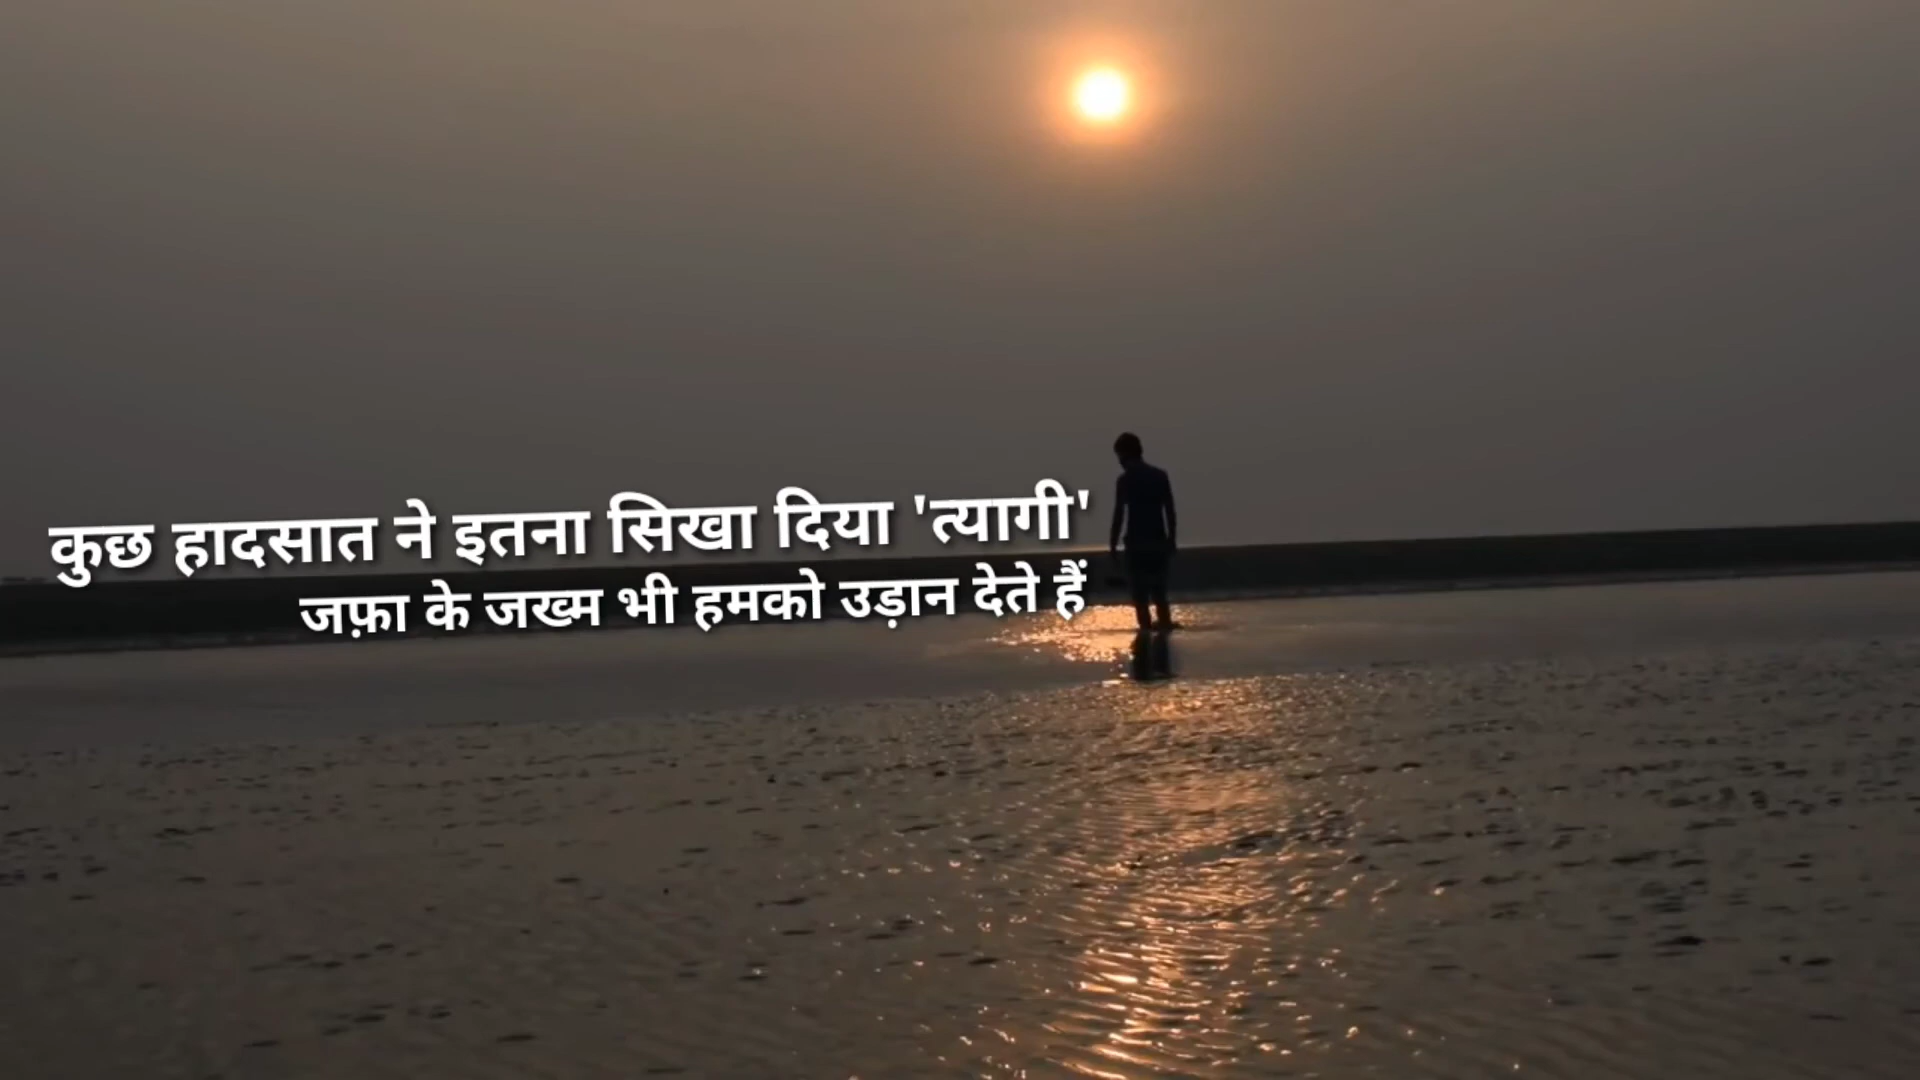 कुछ हादसात ने इतना सिखा दिया 'त्यागी'
जफ़ा के जख्म भी हमको उड़ान देते हैं